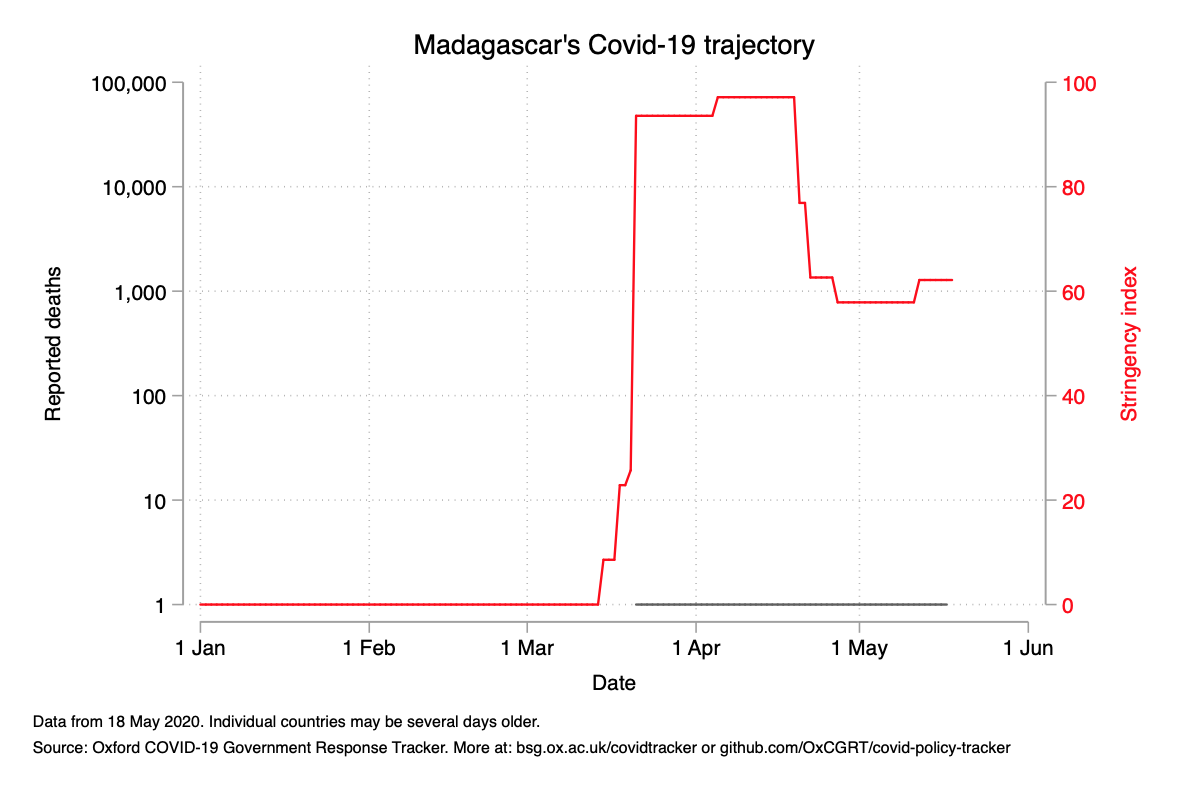 Madagascar's Covid-19 trajectory
100,000
10,000
1,000
100
10
1
Reported deaths
100
80
60
40
20
0
Stringency index
1 Jan 1 Feb 1 Mar 1 Apr 1 May 1 Jun
Date
Data from 18 May 2020. Individual countries may be several days older.
Source: Oxford COVID-19 Government Response Tracker. More at: bsg.ox.ac.uk/covidtracker or github.com/OxCGRT/covid-policy-tracker